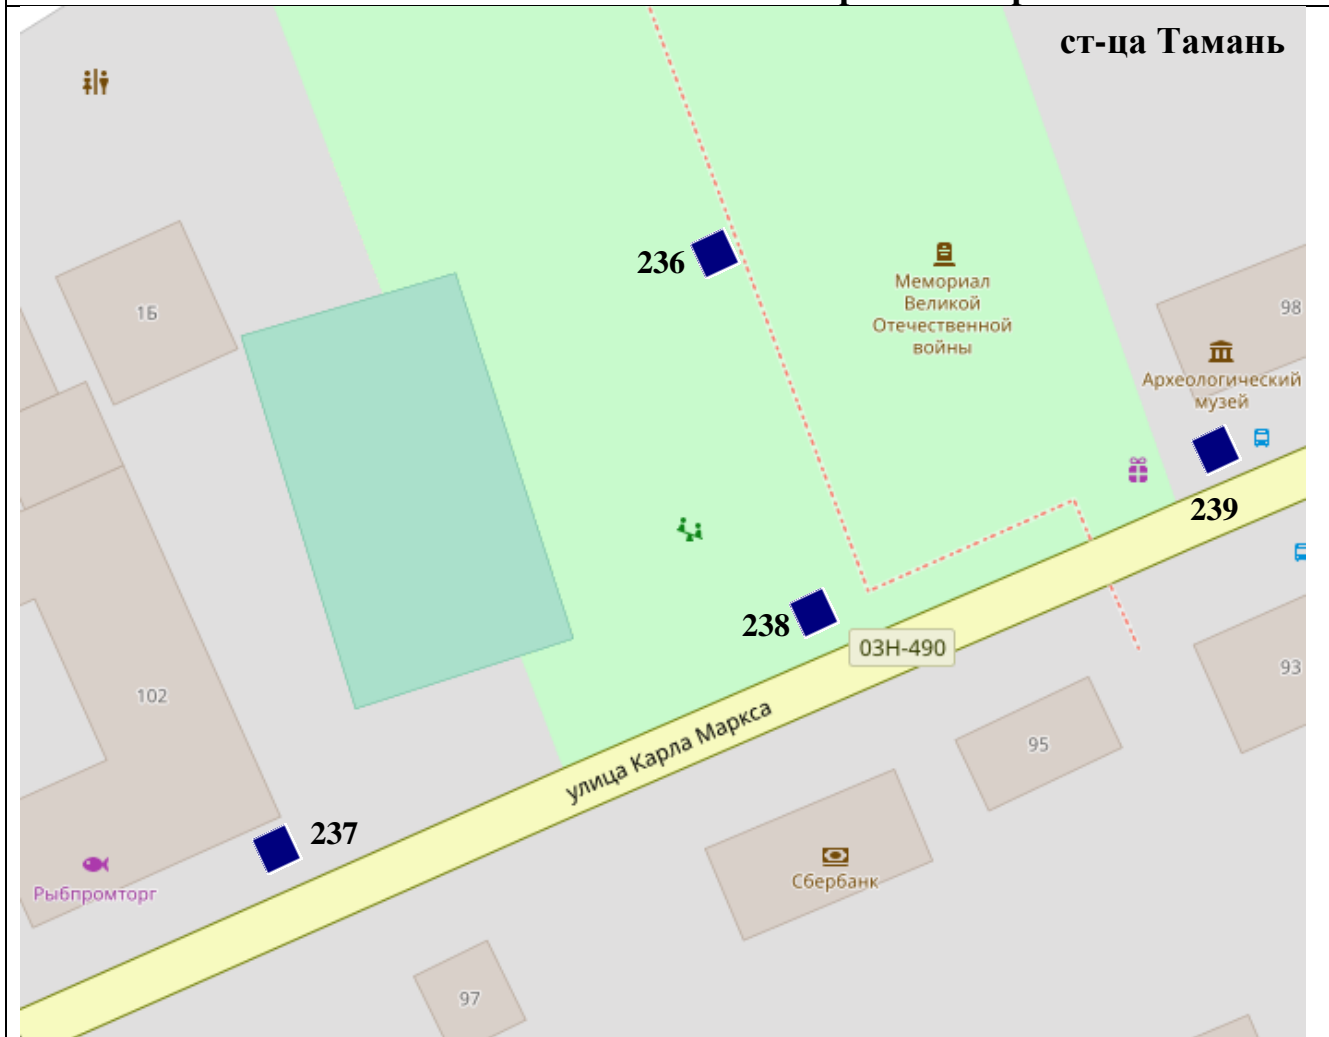 ст-ца Тамань
236
Мемориал
Великой
Отечественной
войны
1Б
98
Археологический
музей
239
238
03Н-490
102
93
улица Карла Маркса
95
237
Рыбпромторг
Сбербанк
97